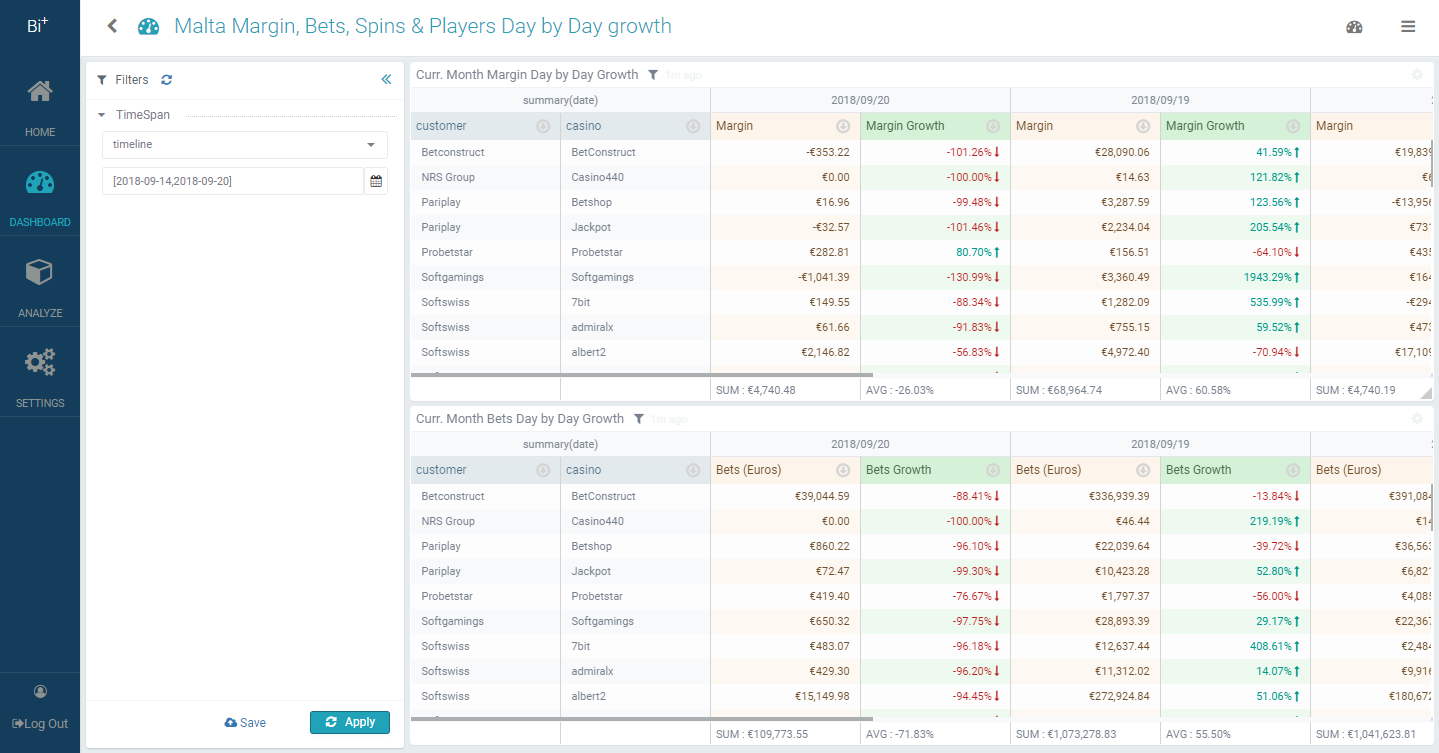 Bi+
Malta Margin, Bets, Spins & Players Day by Day growth
HOME
DASHBOARD
ANALYZE
SETTINGS
Log Out
Filters
TimeSpan
timeline
[2018-09-14,2018-09-20]
Save
Apply
Curr. Month Margin Day by Day Growth 1m ago
summary(date) 2018/09/20 2018/09/19
customer casino Margin Margin Growth Margin Margin Growth Margin
Betconstruct BetConstruct -€353.22 -101.26% €28,090.06 41.59% €19,839
NRS Group Casino440 €0.00 -100.00% €14.63 121.82%
Pariplay Betshop €16.96 -99.48% €3,287.59 123.56% -€13,956
Pariplay Jackpot -€32.57 -101.46% €2,234.04 205.54% €731
Probetstar Probetstar €282.81 80.70% €156.51 -64.10% €435
Softgamings Softgamings -€1,041.39 -130.99% €3,360.49 1943.29% €164
Softswiss 7bit €149.55 -88.34% €1,282.09 535.99% -€294
Softswiss admiralx €61.66 -91.83% €755.15 59.52% €473
Softswiss albert2 €2,146.82 -56.83% €4,972.40 -70.94% €17,109
SUM : €4,740.48 AVG : -26.03% SUM : €68,964.74 AVG : 60.58% SUM : €4,740.19
Curr. Month Bets Day by Day Growth 1m ago
summary(date) 2018/09/20 2018/09/19
customer casino Bets (Euros) Bets Growth Bets (Euros) Bets Growth Bets (Euros)
Betconstruct BetConstruct €39,044.59 -88.41% €336,939.39 -13.84% €391,084
NRS Group Casino440 €0.00 -100.00% €46.44 219.19% €14
Pariplay Betshop €860.22 -96.10% €22,039.64 -39.72% €36,563
Pariplay Jackpot €72.47 -99.30% €10,423.28 52.80% €6,821
Probetstar Probetstar €419.40 -76.67% €1,797.37 -56.00% €4,085
Softgamings Softgamings €650.32 -97.75% €28,893.39 29.17% €22,367
Softswiss 7bit €483.07 -96.18% €12,637.44 408.61% €2,484
Softswiss admiralx €429.30 -96.20% €11,312.02 14.07% €9,916
Softswiss albert2 €15,149.98 -94.45% €272,924.84 51.06% €180,672
SUM : €109,773.55 AVG : -71.83% SUM : €1,073,278.83 AVG : 55.50% SUM : €1,041,623.81